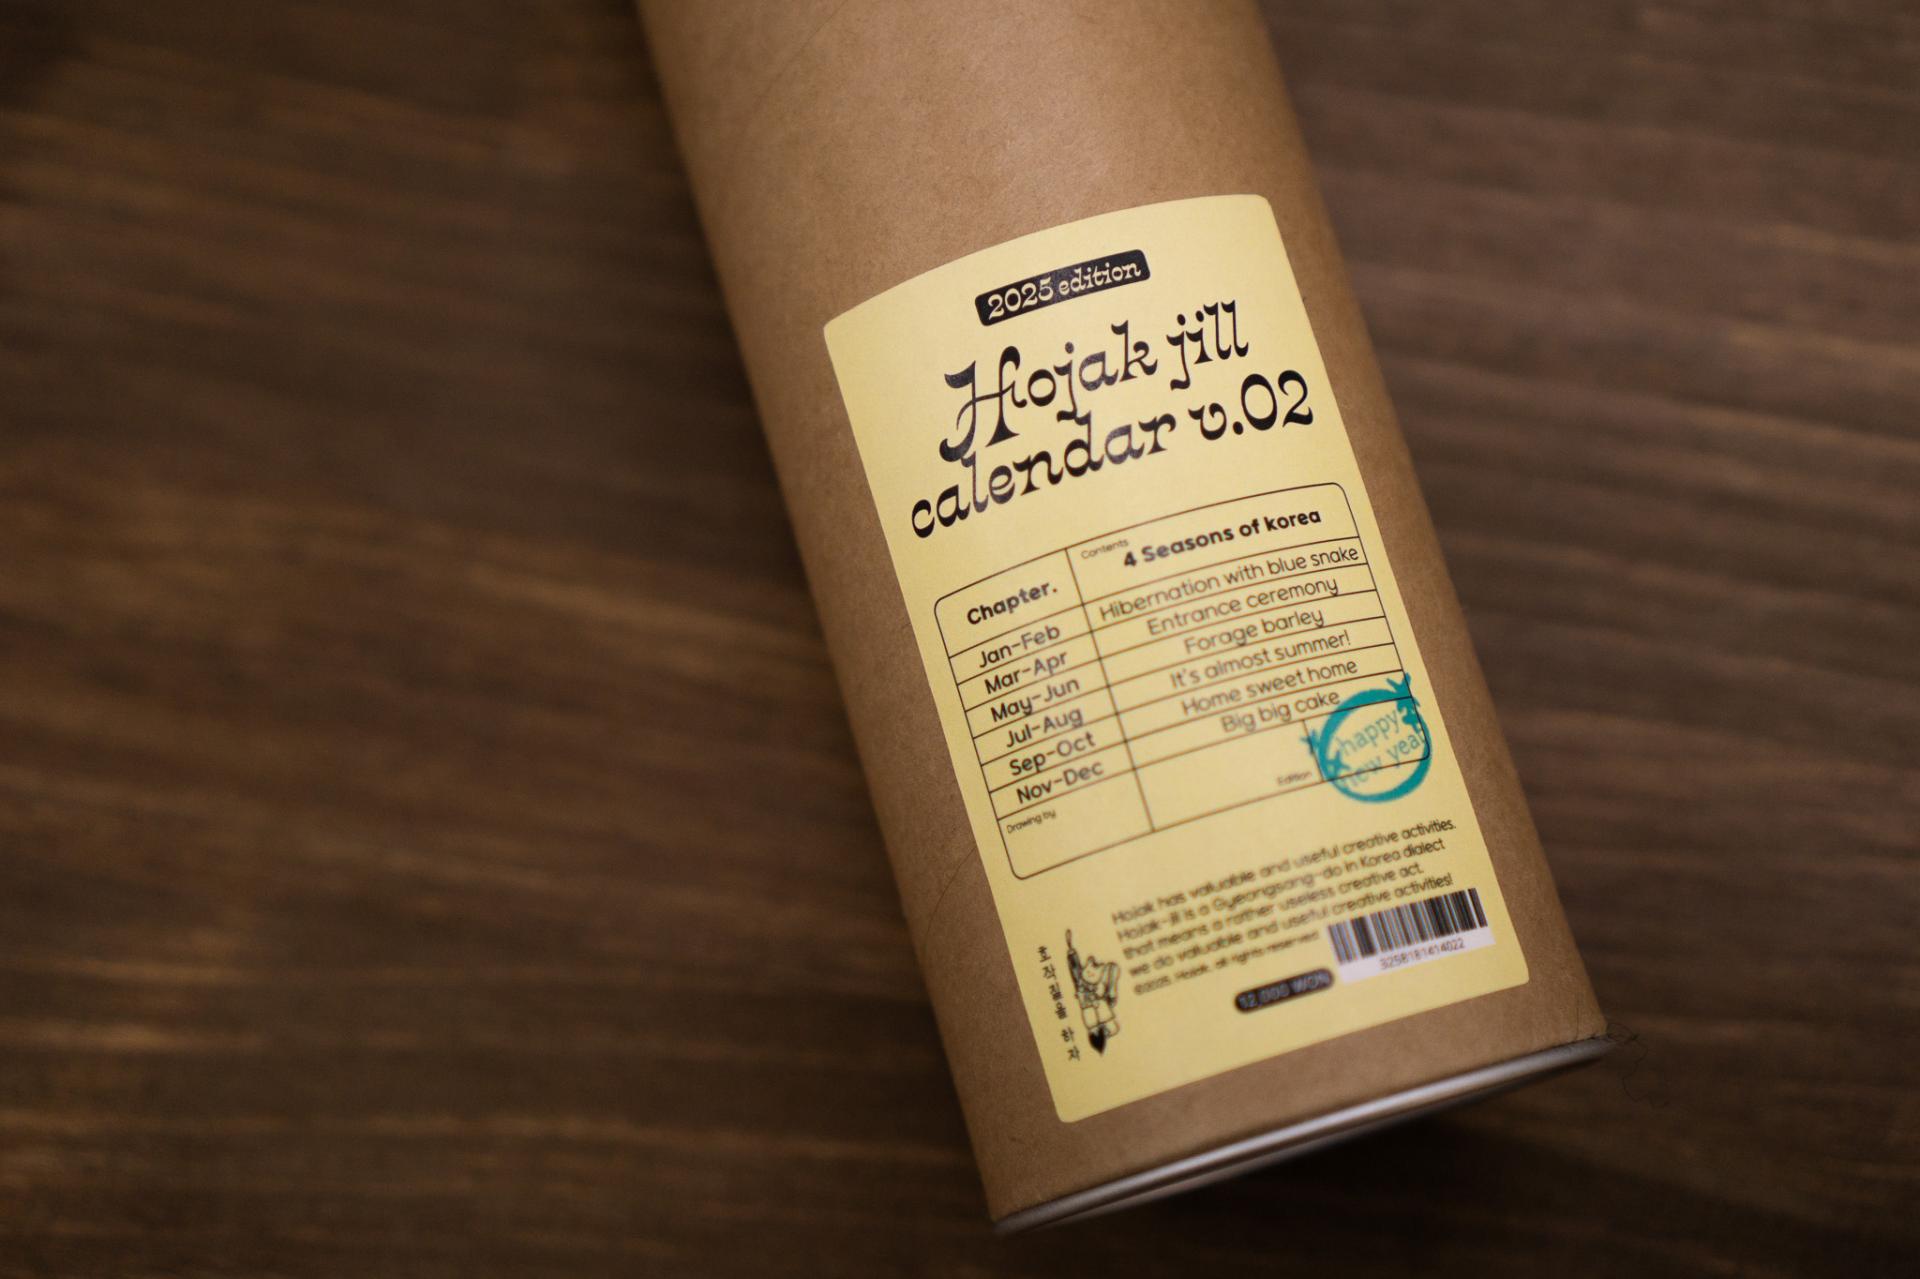 2025 edition
Hojak jill
calendar v.02
Chapter.
Contents
4 Seasons of korea
Jan-Feb
Hibernation with blue snake
Mar-Apr
Entrance ceremony
May-Jun
Forage barley
Jul-Aug
It's almost summer!
Sep-Oct
Home sweet home
Nov-Dec
Big big cake
Drawing by
Edition
happy
new year
Hojak has valuable and useful creative activities.
Hojak-jil is a Gyeongsang-do in Korea dialect
that means a rather useless creative act.
we do valuable and useful creative activities!
©2025. Hojak. all rights reserved
12,000 WON
3258181414022
호작질을 하자